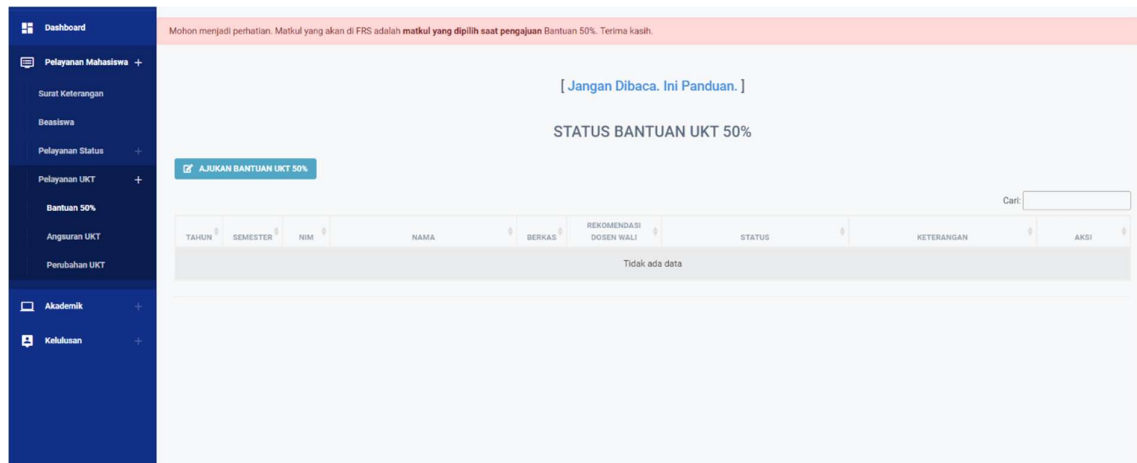 Dashboard
Pelayanan Mahasiswa +
Surat Keterangan
Beasiswa
Pelayanan Status +
Pelayanan UKT +
Bantuan 50%
Angsuran UKT
Perubahan UKT
Akademik +
Kelulusan +
Mohon menjadi perhatian. Matkul yang akan di FRS adalah matkul yang dipilih saat pengajuan Bantuan 50%. Terima kasih.
[ Jangan Dibaca. Ini Panduan. ]
STATUS BANTUAN UKT 50%
AJUKAN BANTUAN UKT 50%
Cari:
TAHUN SEMESTER NIM NAMA BERKAS REKOMENDASI DOSEN WALI STATUS KETERANGAN AKSI
Tidak ada data